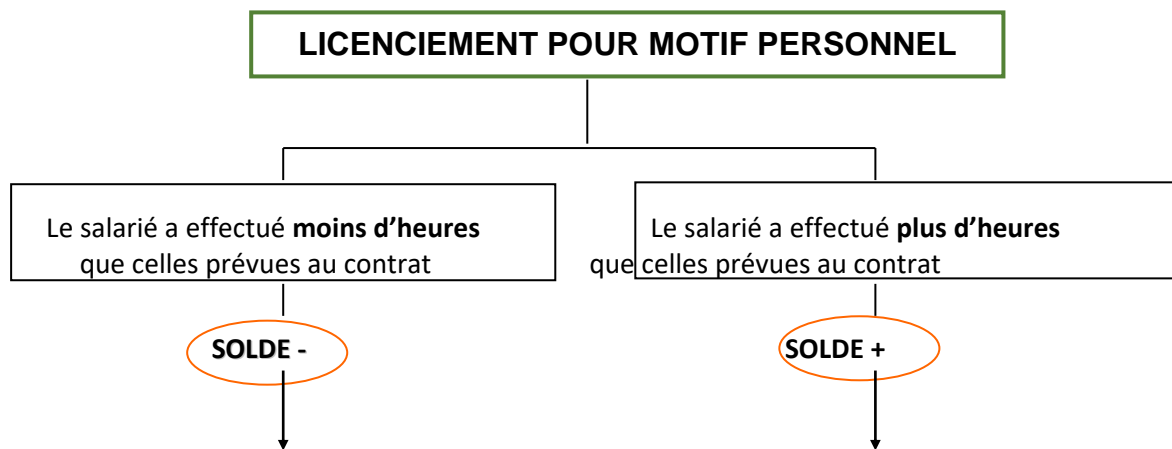 LICENCIEMENT POUR MOTIF PERSONNEL
Le salarié a effectué moins d’heures
que celles prévues au contrat
Le salarié a effectué plus d’heures
que celles prévues au contrat
SOLDE -
SOLDE +